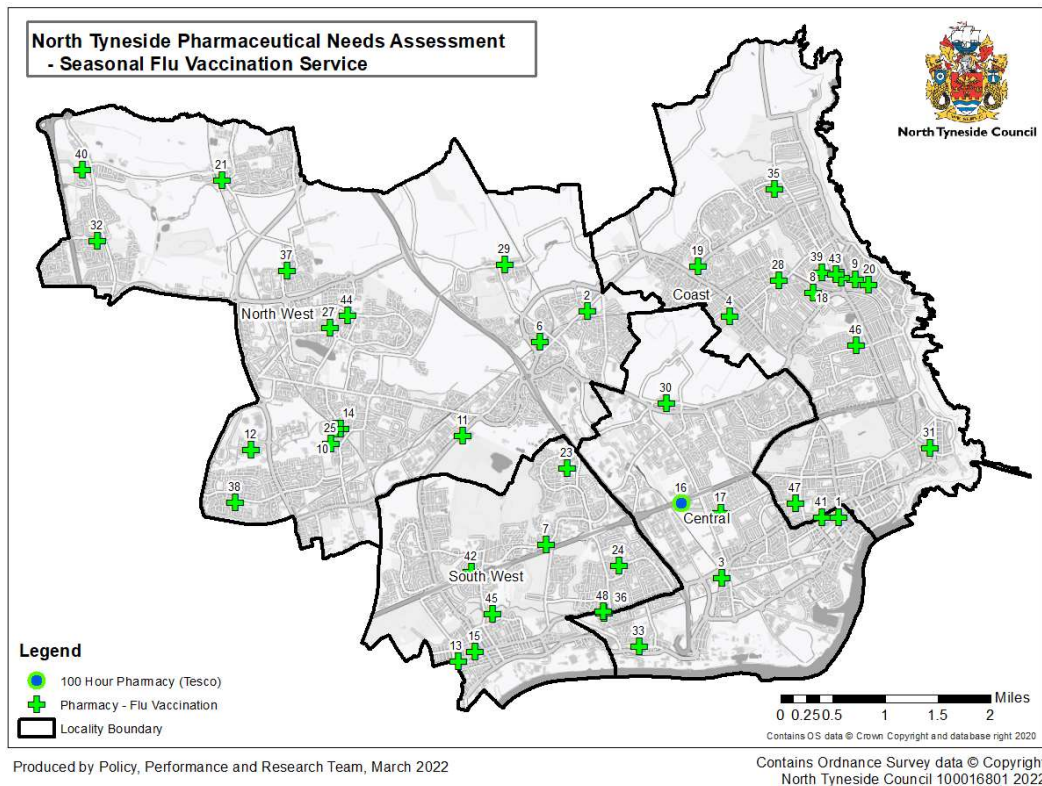 North Tyneside Pharmaceutical Needs Assessment
- Seasonal Flu Vaccination Service
North Tyneside Council
40
21
35
32
19
29
37
28
39
43
9
20
8
18
Coast
2
4
44
North West
27
6
46
30
14
25
10
11
12
31
23
38
16
17
47
41
1
Central
7
42
24
South West
3
45
48
36
33
15
13
Legend
100 Hour Pharmacy (Tesco)
Pharmacy - Flu Vaccination
Locality Boundary
Miles
0 0.25 0.5 1 1.5 2
Contains OS data © Crown Copyright and database right 2020
Produced by Policy, Performance and Research Team, March 2022
Contains Ordnance Survey data © Copyright
North Tyneside Council 100016801 2022